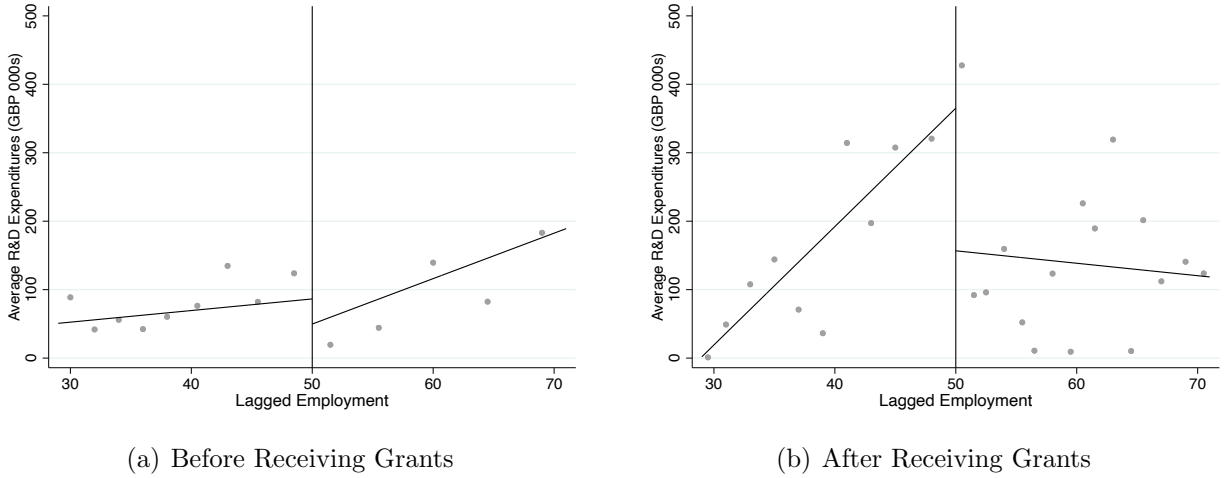 Average R&D Expenditures (GBP 000s)
500
400
300
200
100
0
30 40 50 60 70
Lagged Employment
(a) Before Receiving Grants
Average R&D Expenditures (GBP 000s)
500
400
300
200
100
0
30 40 50 60 70
Lagged Employment
(b) After Receiving Grants